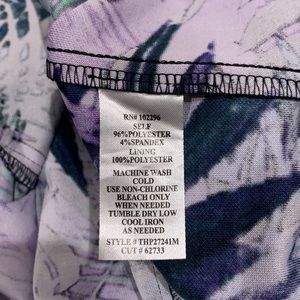 RN# 102296
SELF
96%POLYESTER
4%SPANDEX
LINING
100%POLYESTER
MACHINE WASH
COLD
USE NON-CHLORINE
BLEACH ONLY
WHEN NEEDED
TUMBLE DRY LOW
COOL IRON
AS NEEDED
STYLE # THP27241M
CUT # 62733